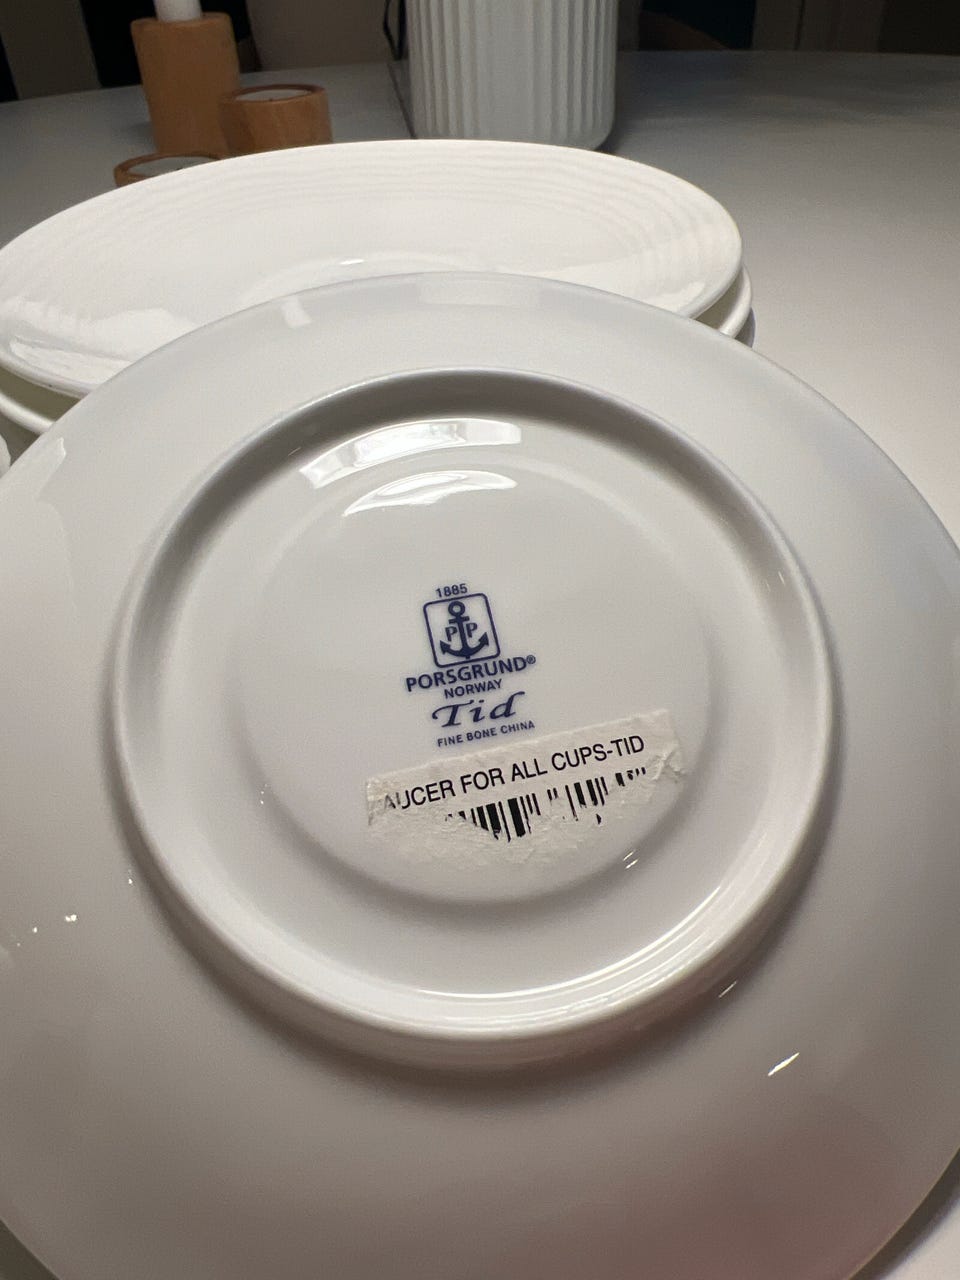 1885
P P
PORSGRUND®
NORWAY
Tid
FINE BONE CHINA
AUCER FOR ALL CUPS-TID